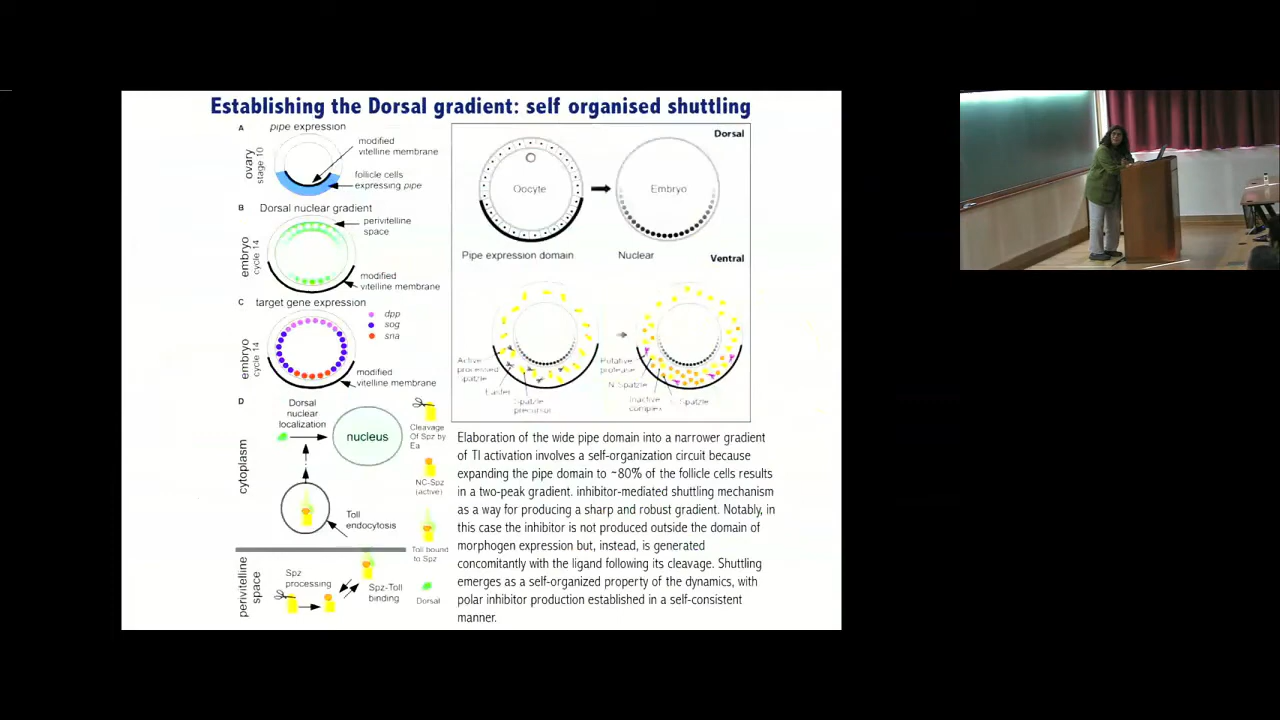 Establishing the Dorsal gradient: self organised shuttling
A
pipe expression
ovary
stage 10
modified
vitelline membrane
follicle cells
expressing pipe
B
Dorsal nuclear gradient
embryo
cycle 14
perivitelline
space
modified
vitelline membrane
C
target gene expression
embryo
cycle 14
dpp
sog
sna
modified
vitelline membrane
D
cytoplasm
Dorsal
nuclear
localization
nucleus
Toll
endocytosis
perivitelline
space
Spz
processing
Spz-Toll
binding
Cleavage
Of Spz by
Ea
NC-Spz
(Active)
Toll bound
to Spz
Dorsal
Dorsal
Oocyte
Embryo
Pipe expression domain
Nuclear
Ventral
Active
processed
spatzle
Easter
Spatzle
precursor
Putative
protease
N Spatzle
Inactive
complex
Spatzle
Elaboration of the wide pipe domain into a narrower gradient
of Tl activation involves a self-organization circuit because
expanding the pipe domain to ~80% of the follicle cells results
in a two-peak gradient. inhibitor-mediated shuttling mechanism
as a way for producing a sharp and robust gradient. Notably, in
this case the inhibitor is not produced outside the domain of
morphogen expression but, instead, is generated
concomitantly with the ligand following its cleavage. Shuttling
emerges as a self-organized property of the dynamics, with
polar inhibitor production established in a self-consistent
manner.